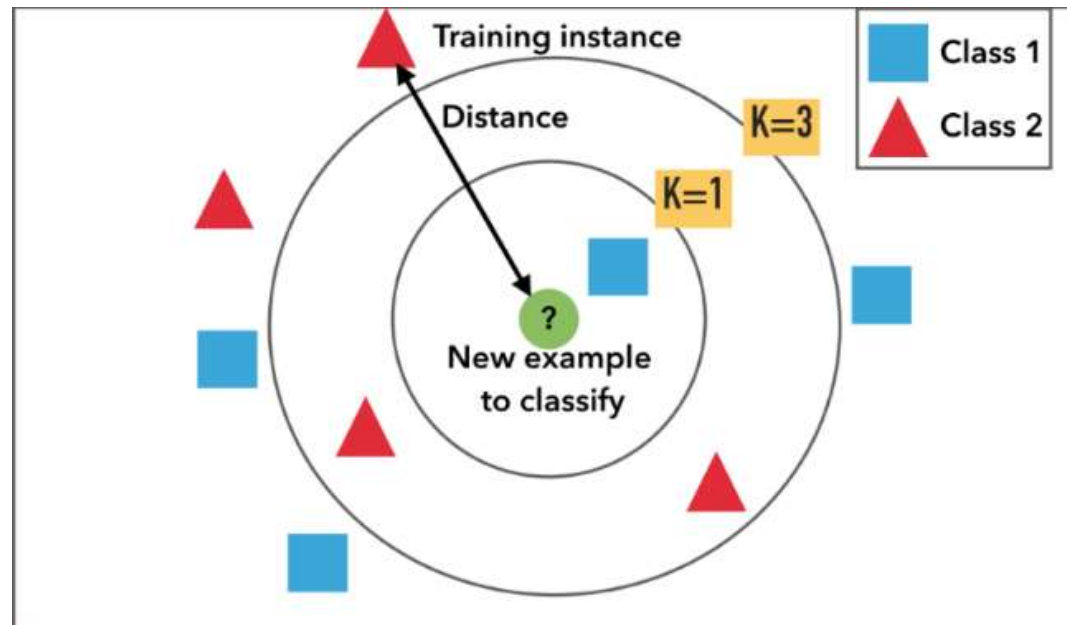 Training instance
Distance
K=3
K=1
Class 1
Class 2
?
New example
to classify